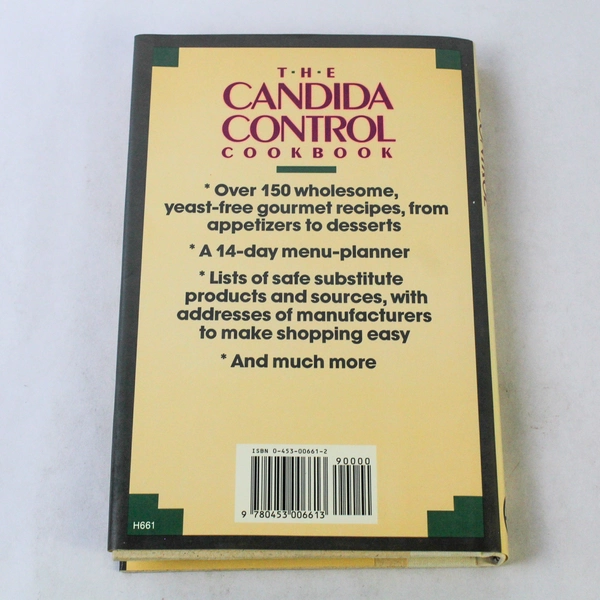 T·H·E
CANDIDA
CONTROL
COOKBOOK
* Over 150 wholesome,
yeast-free gourmet recipes, from
appetizers to desserts
* A 14-day menu-planner
* Lists of safe substitute
products and sources, with
addresses of manufacturers
to make shopping easy
* And much more
ISBN 0-453-00661-2
90000
9 780453 006613
H661